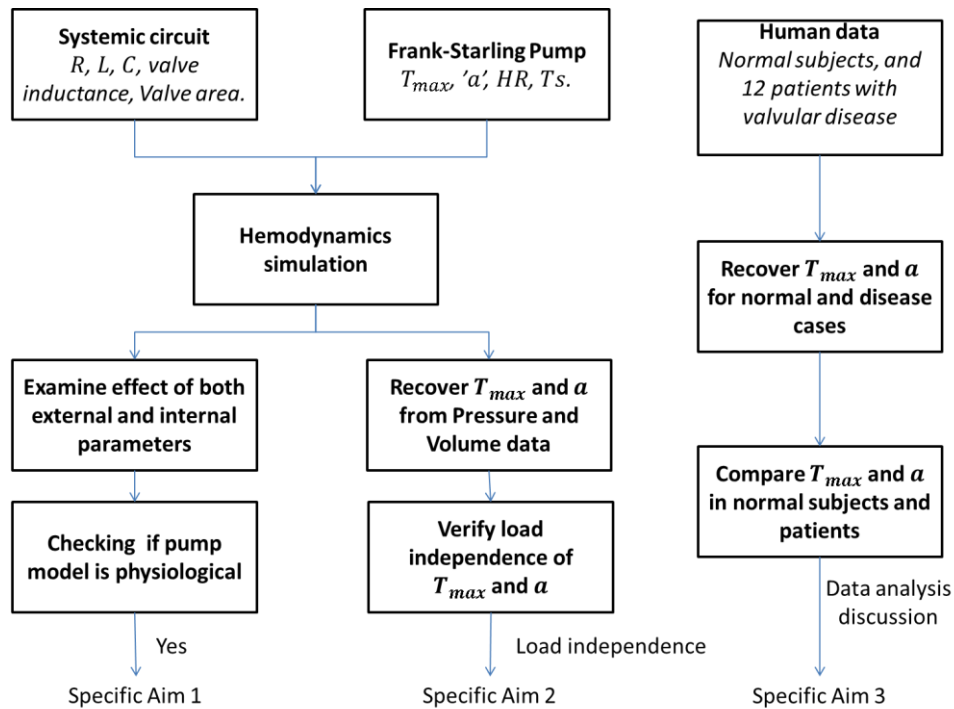 Systemic circuit
R, L, C, valve
inductance, Valve area.
Frank-Starling Pump
Tmax, 'a', HR, Ts.
Human data
Normal subjects, and
12 patients with
valvular disease
Hemodynamics
simulation
Recover Tmax and a
for normal and disease
cases
Examine effect of both
external and internal
parameters
Recover Tmax and a
from Pressure and
Volume data
Compare Tmax and a
in normal subjects and
patients
Checking if pump
model is physiological
Verify load
independence of
Tmax and a
Data analysis
discussion
Yes
Load independence
Specific Aim 1
Specific Aim 2
Specific Aim 3